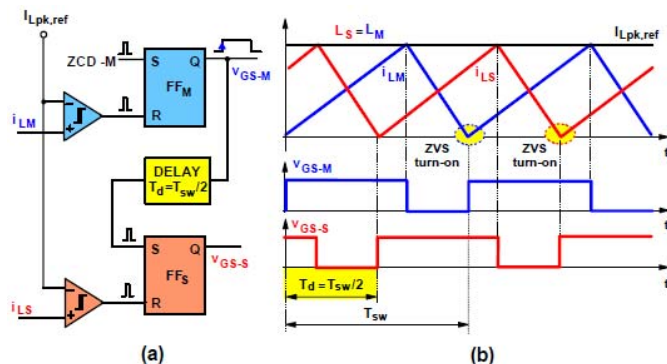 I_Lpk,ref
ZCD -M
S
Q
FF_M
R
V_GS-M
i_LM
DELAY
T_d = T_sw/2
S
Q
FF_S
R
V_GS-S
i_LS
(a)
L_S = L_M
I_Lpk,ref
i_LM
i_LS
ZVS
turn-on
ZVS
turn-on
t
V_GS-M
t
V_GS-S
t
T_d = T_sw/2
T_sw
(b)